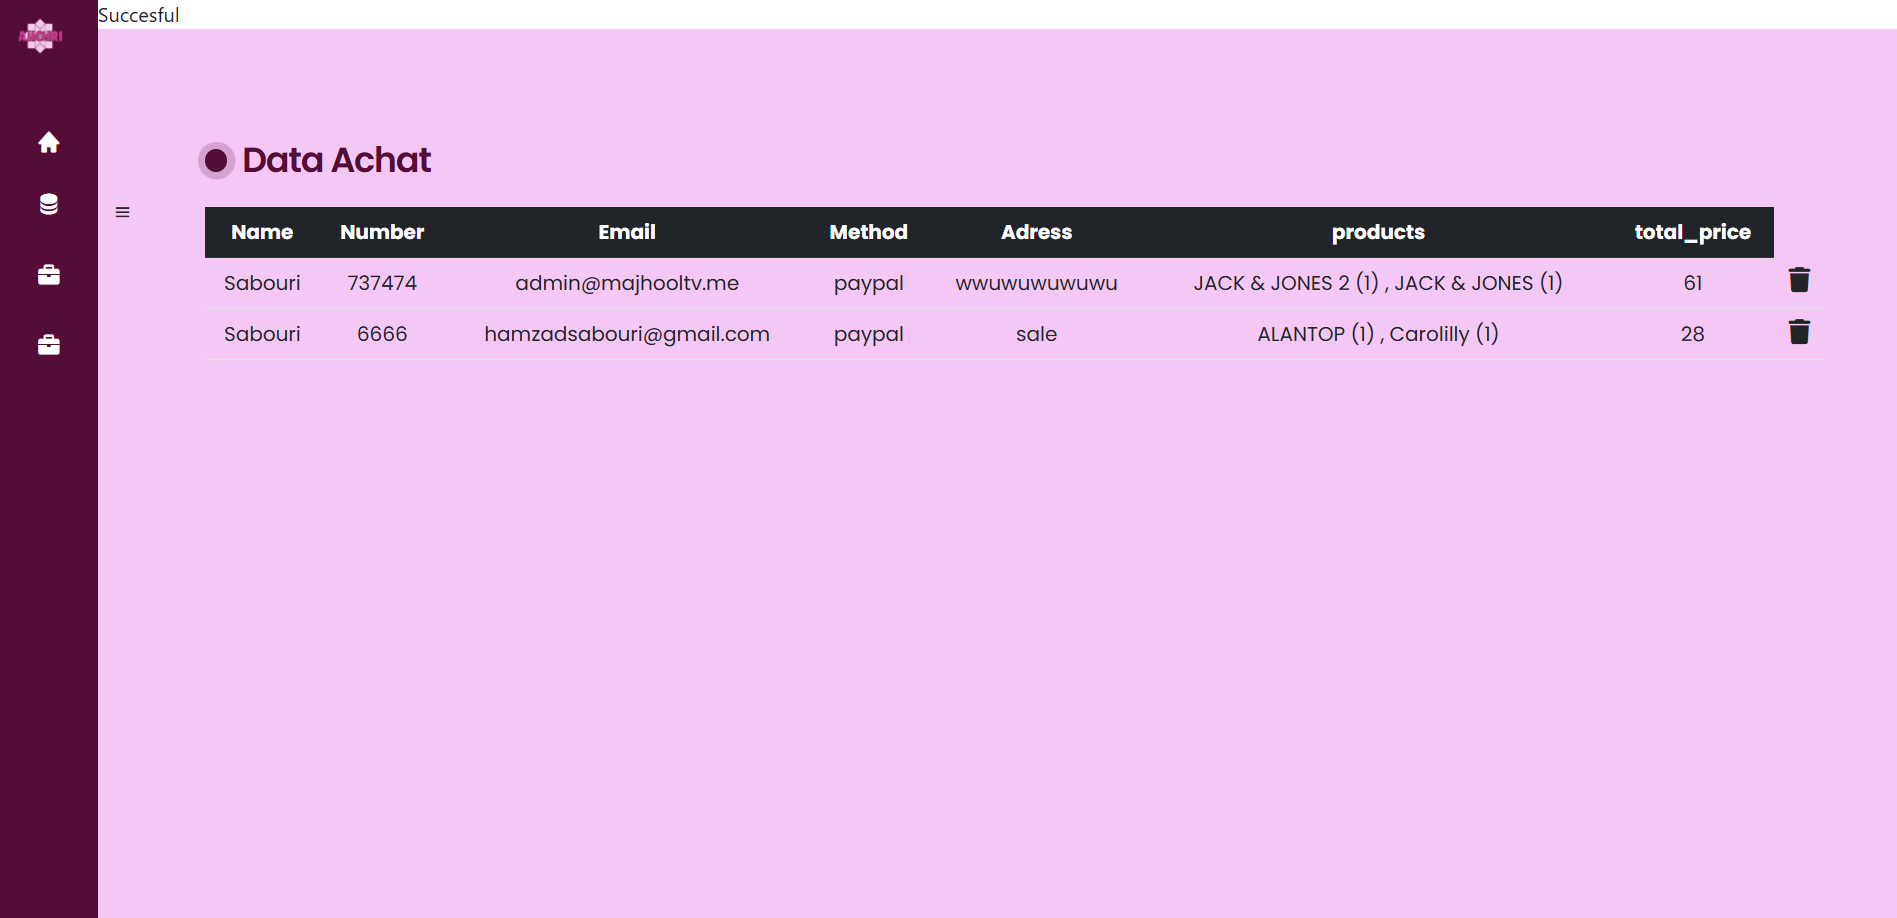 Succesful
Data Achat
Name Number Email Method Adress products total_price
Sabouri 737474 admin@majhooltv.me paypal wwuwuwuwuwu JACK & JONES 2 (1) , JACK & JONES (1) 61
Sabouri 6666 hamzadsabouri@gmail.com paypal sale ALANTOP (1) , Carolilly (1) 28